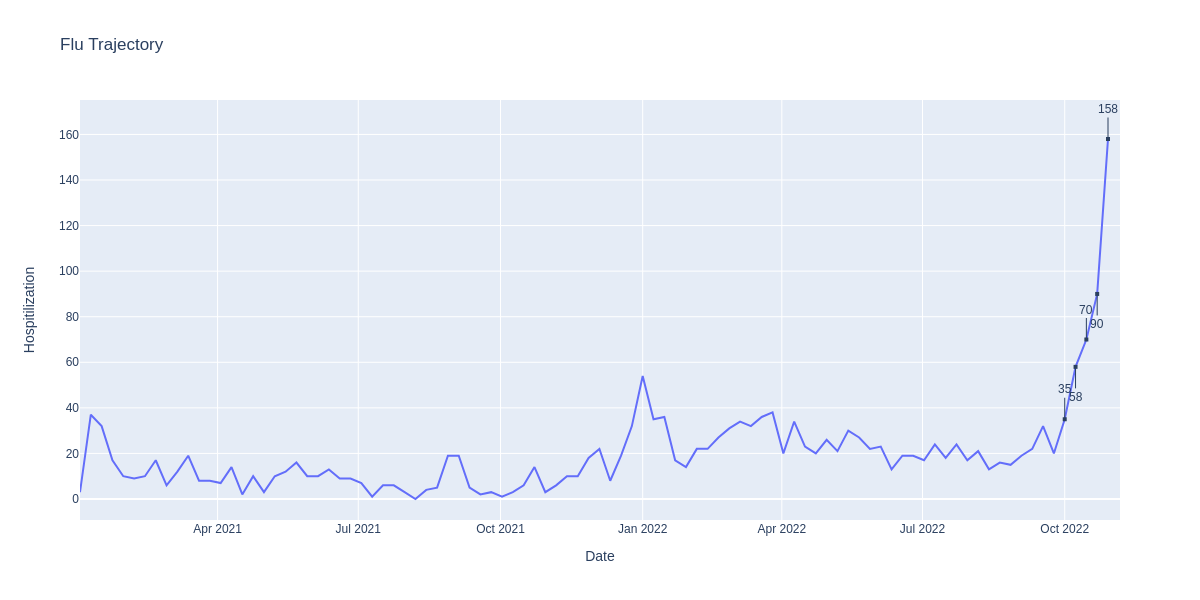 Flu Trajectory
158
160
140
120
100
80
60
40
20
0
70
90
35
58
Hospitilization
Apr 2021
Jul 2021
Oct 2021
Jan 2022
Apr 2022
Jul 2022
Oct 2022
Date